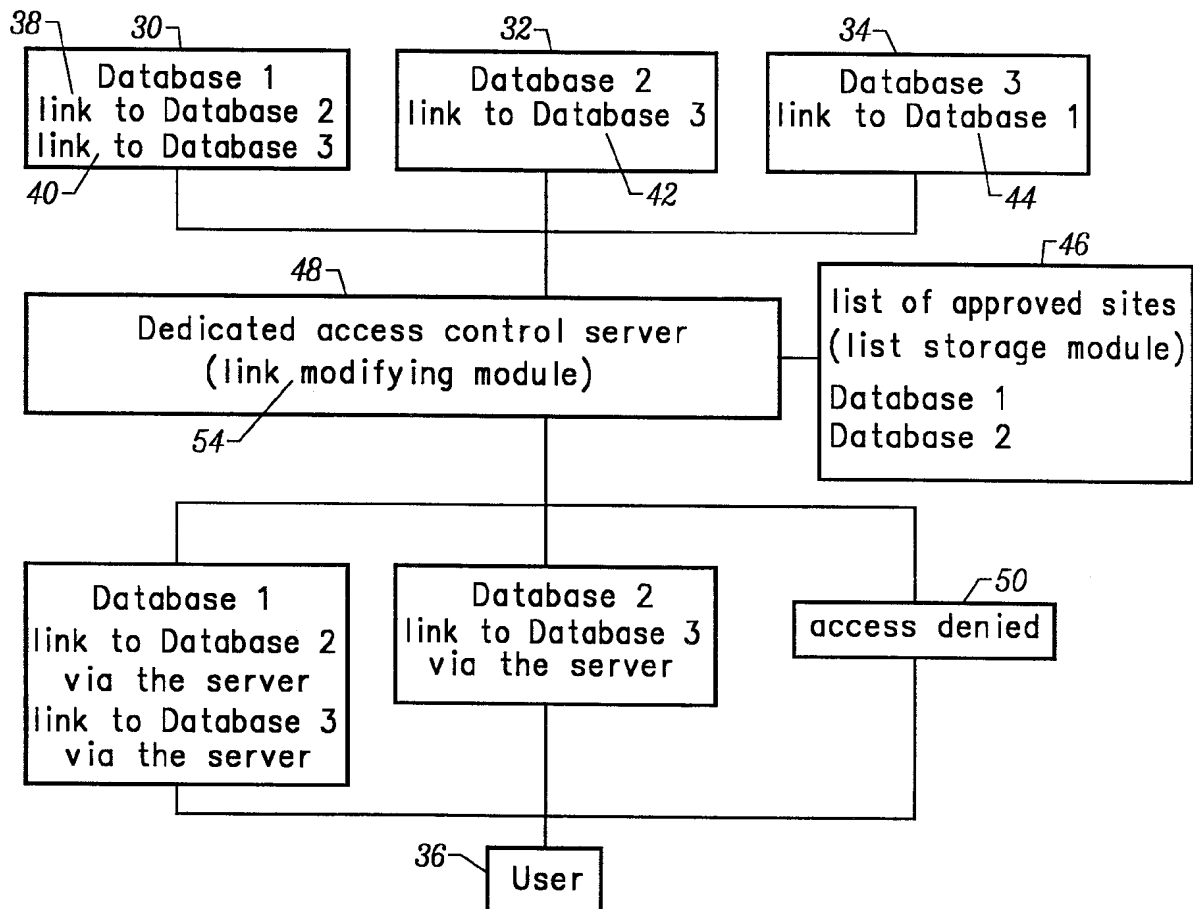 38
30
32
34
Database 1
link to Database 2
link to Database 3
Database 2
link to Database 3
Database 3
link to Database 1
40
42
44
48
46
Dedicated access control server
(link modifying module)
54
list of approved sites
(list storage module)
Database 1
Database 2
Database 1
link to Database 2
via the server
link to Database 3
via the server
Database 2
link to Database 3
via the server
50
access denied
36
User